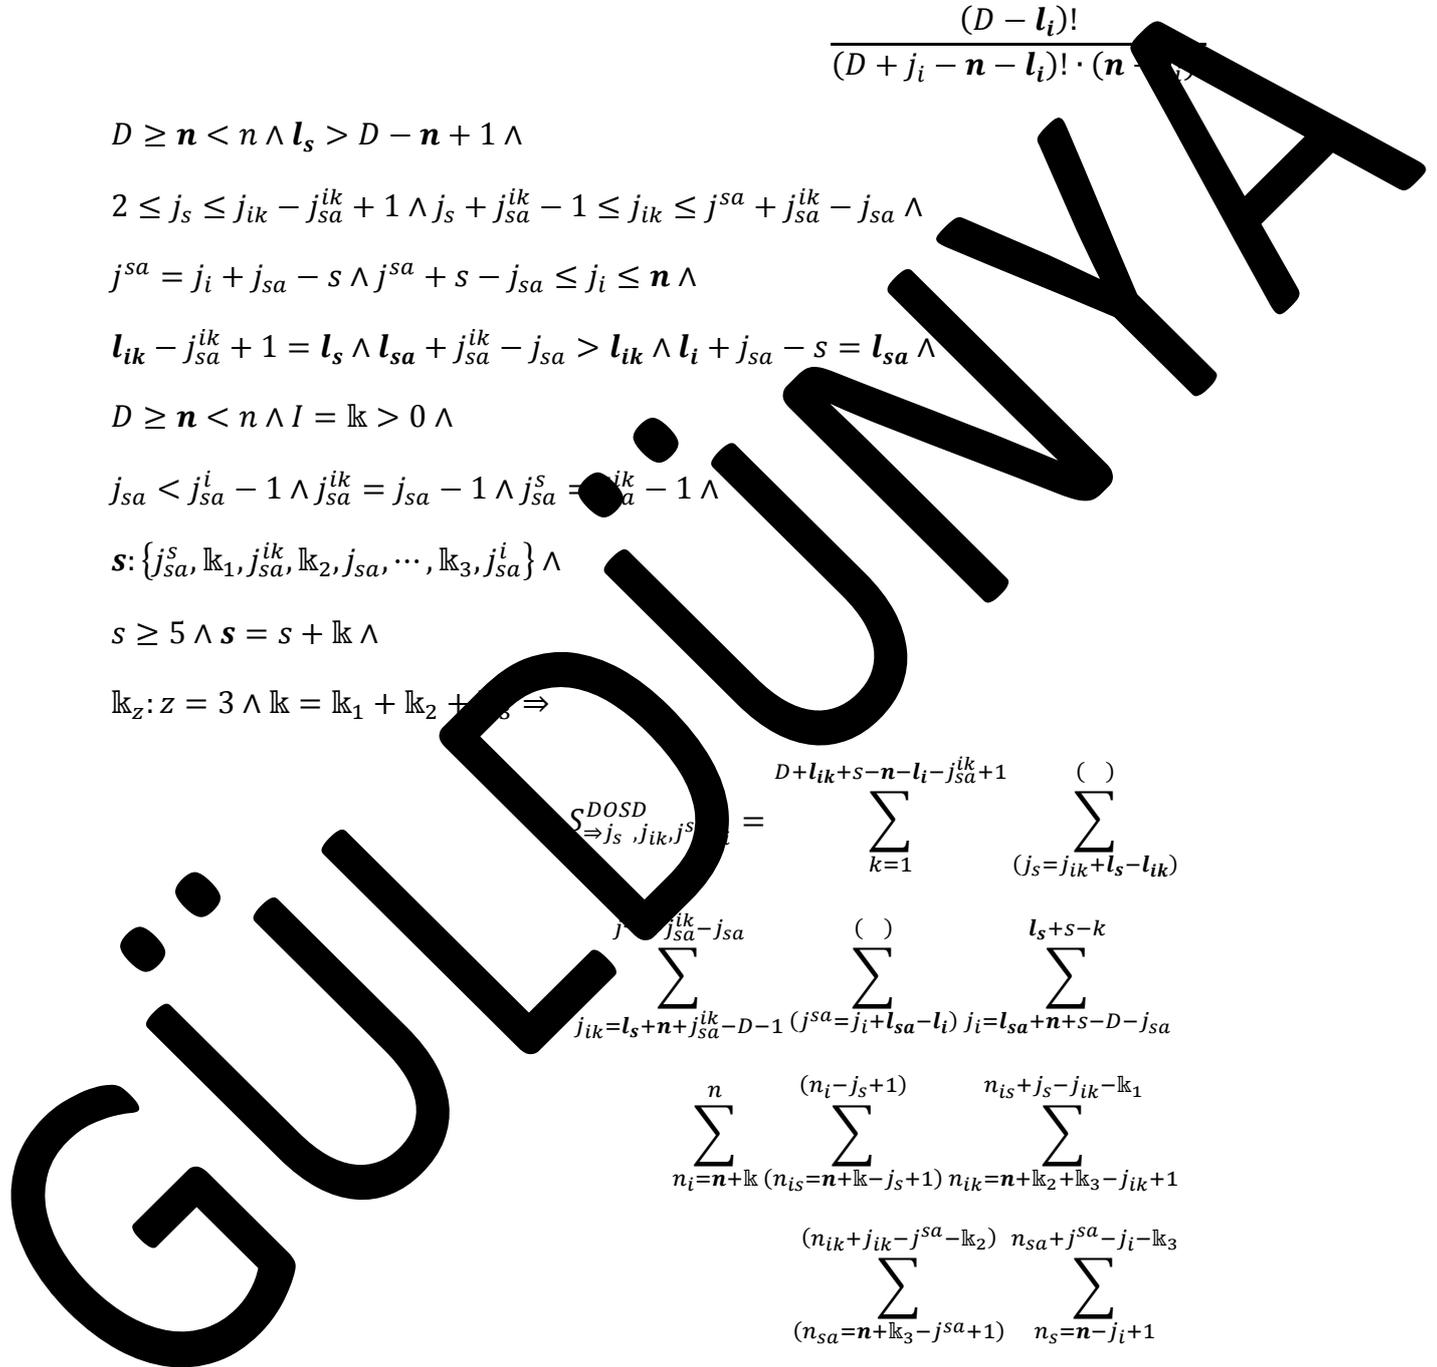 (D − l_i)!
(D + j_i − n − l_i)! · (n
D ≥ n < n ∧ l_s > D − n + 1 ∧
2 ≤ j_s ≤ j_ik − j_sa^ik + 1 ∧ j_s + j_sa^ik − 1 ≤ j_ik ≤ j^sa + j_sa^ik − j_sa ∧
j^sa = j_i + j_sa − s ∧ j^sa + s − j_sa ≤ j_i ≤ n ∧
l_ik − j_sa^ik + 1 = l_s ∧ l_sa + j_sa^ik − j_sa > l_ik ∧ l_i + j_sa − s = l_sa ∧
D ≥ n < n ∧ I = 𝕜 > 0 ∧
j_sa < j_sa^i − 1 ∧ j_sa^ik = j_sa − 1 ∧ j_sa^s = − 1 ∧
s: {j_sa^s, 𝕜_1, j_sa^ik, 𝕜_2, j_sa, ⋯ , 𝕜_3, j_sa^i} ∧
s ≥ 5 ∧ s = s + 𝕜 ∧
𝕜_z: z = 3 ∧ 𝕜 = 𝕜_1 + 𝕜_2 + ⇒
D+l_ik+s−n−l_i−j_sa^ik+1 ( )
S^DOSD_⇒j_s ,j_ik, = ∑ ∑
k=1 (j_s=j_ik+l_s−l_ik)
j_sa^ik−j_sa ( ) l_s+s−k
∑ ∑ ∑
j_ik=l_s+n+j_sa^ik−D−1 (j^sa=j_i+l_sa−l_i) j_i=l_sa+n+s−D−j_sa
n (n_i−j_s+1) n_is+j_s−j_ik−𝕜_1
∑ ∑ ∑
n_i=n+𝕜 (n_is=n+𝕜−j_s+1) n_ik=n+𝕜_2+𝕜_3−j_ik+1
(n_ik+j_ik−j^sa−𝕜_2) n_sa+j^sa−j_i−𝕜_3
∑ ∑
(n_sa=n+𝕜_3−j^sa+1) n_s=n−j_i+1
GÜLDÜNYA